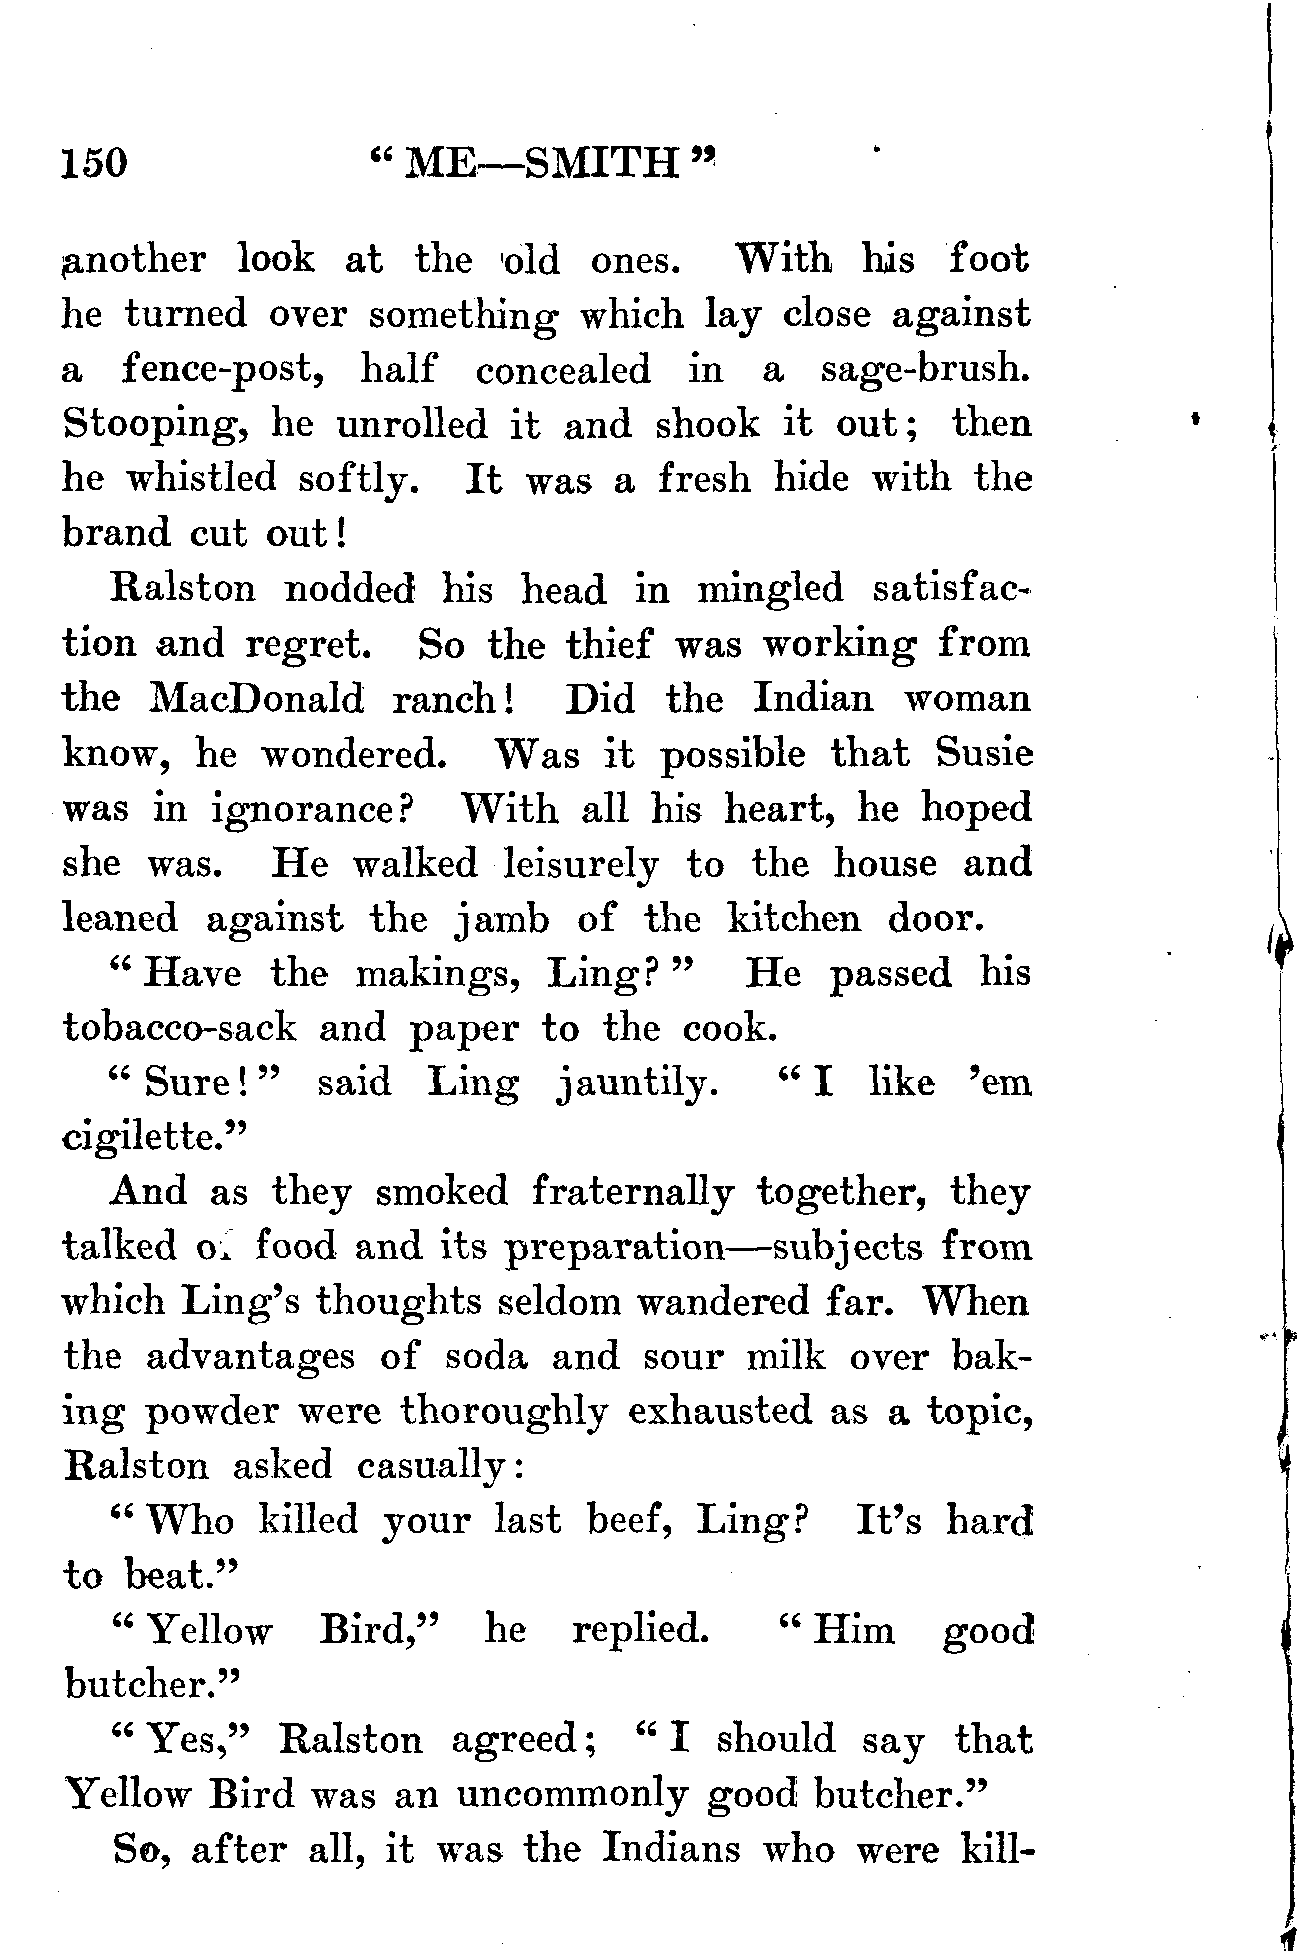 150 “ ME—SMITH ”
another look at the old ones. With his foot
he turned over something which lay close against
a fence-post, half concealed in a sage-brush.
Stooping, he unrolled it and shook it out; then
he whistled softly. It was a fresh hide with the
brand cut out!
Ralston nodded his head in mingled satisfac-
tion and regret. So the thief was working from
the MacDonald ranch! Did the Indian woman
know, he wondered. Was it possible that Susie
was in ignorance? With all his heart, he hoped
she was. He walked leisurely to the house and
leaned against the jamb of the kitchen door.
“ Have the makings, Ling? ” He passed his
tobacco-sack and paper to the cook.
“ Sure! ” said Ling jauntily. “ I like ’em
cigilette.”
And as they smoked fraternally together, they
talked of food and its preparation—subjects from
which Ling’s thoughts seldom wandered far. When
the advantages of soda and sour milk over bak-
ing powder were thoroughly exhausted as a topic,
Ralston asked casually:
“ Who killed your last beef, Ling? It’s hard
to beat.”
“ Yellow Bird,” he replied. “ Him good
butcher.”
“ Yes,” Ralston agreed; “ I should say that
Yellow Bird was an uncommonly good butcher.”
So, after all, it was the Indians who were kill-